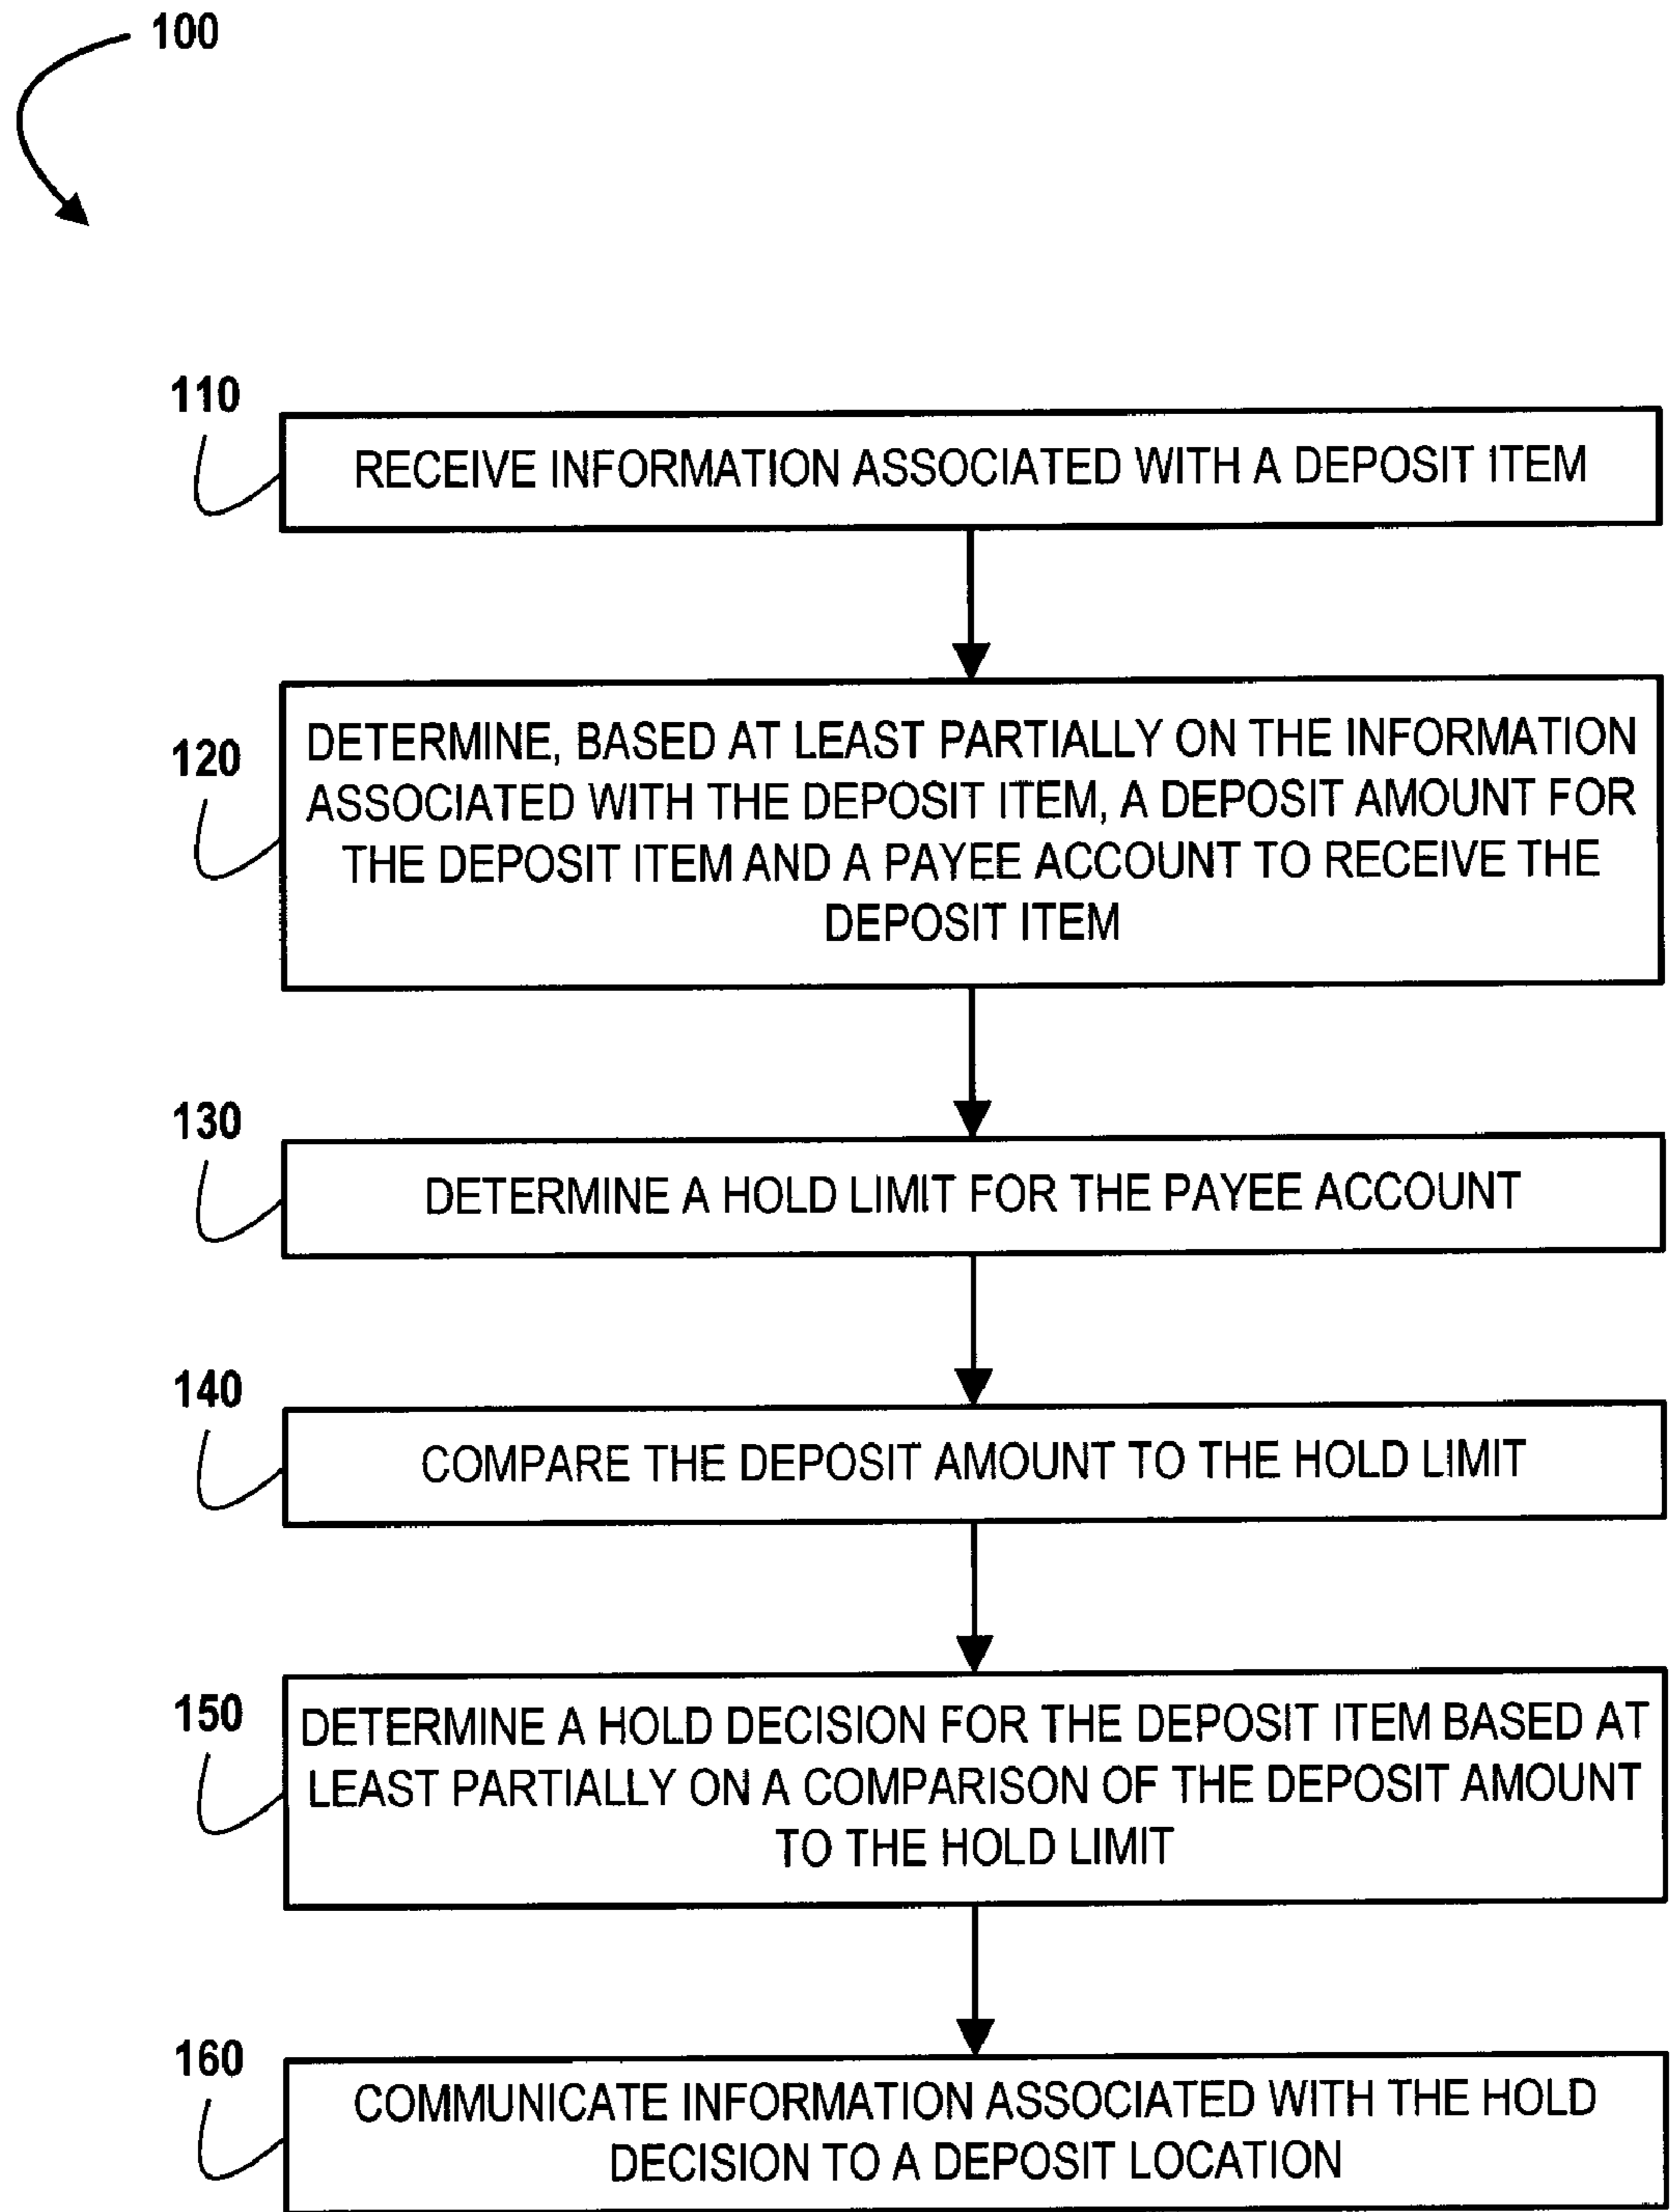 100
110
RECEIVE INFORMATION ASSOCIATED WITH A DEPOSIT ITEM
120
DETERMINE, BASED AT LEAST PARTIALLY ON THE INFORMATION
ASSOCIATED WITH THE DEPOSIT ITEM, A DEPOSIT AMOUNT FOR
THE DEPOSIT ITEM AND A PAYEE ACCOUNT TO RECEIVE THE
DEPOSIT ITEM
130
DETERMINE A HOLD LIMIT FOR THE PAYEE ACCOUNT
140
COMPARE THE DEPOSIT AMOUNT TO THE HOLD LIMIT
150
DETERMINE A HOLD DECISION FOR THE DEPOSIT ITEM BASED AT
LEAST PARTIALLY ON A COMPARISON OF THE DEPOSIT AMOUNT
TO THE HOLD LIMIT
160
COMMUNICATE INFORMATION ASSOCIATED WITH THE HOLD
DECISION TO A DEPOSIT LOCATION